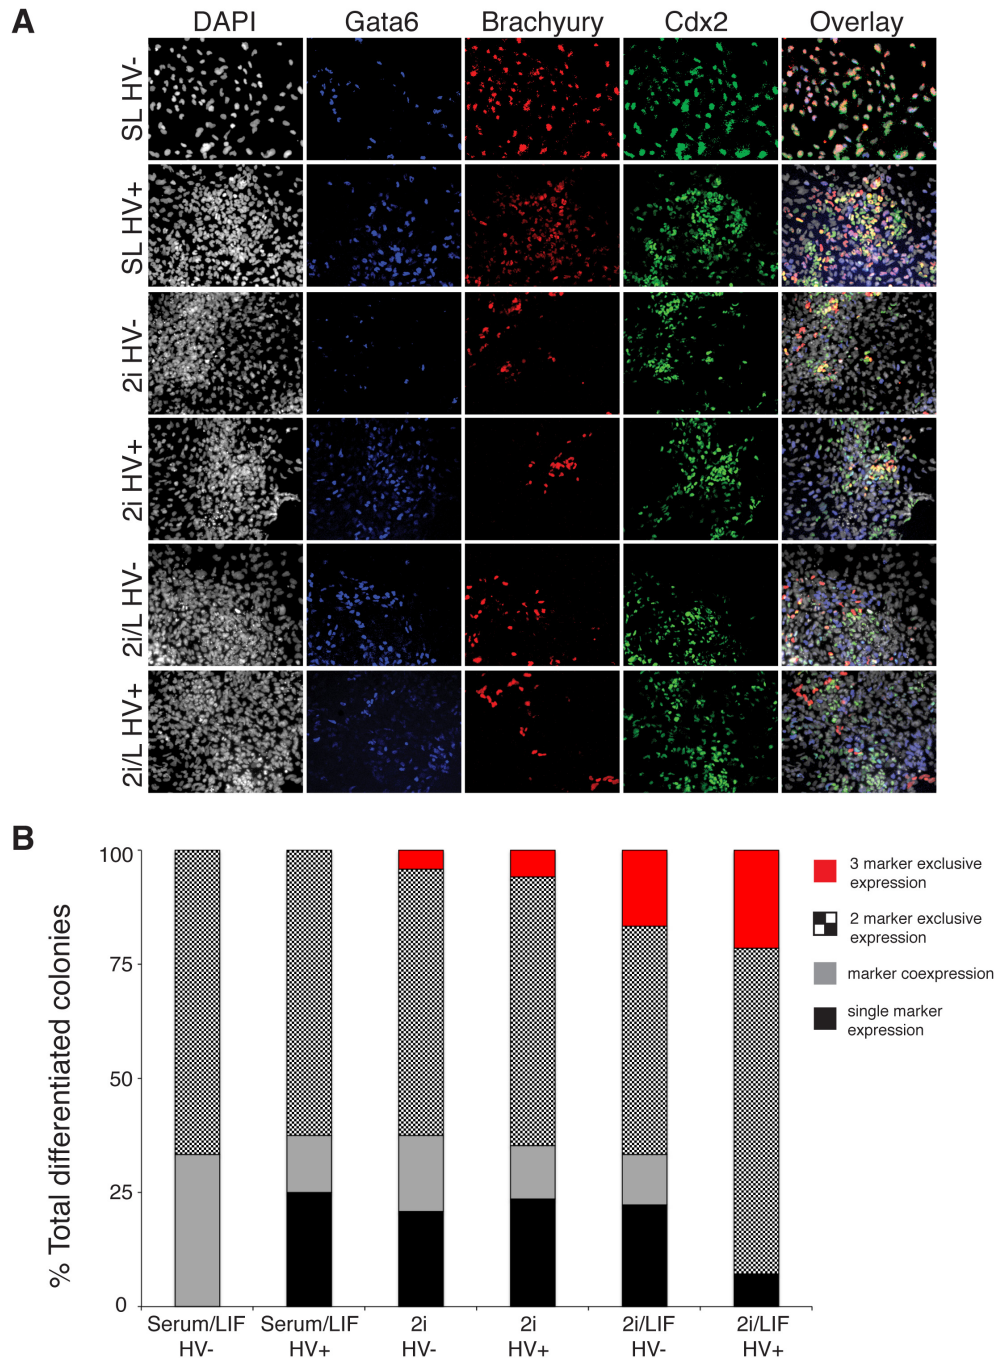 A
DAPI Gata6 Brachyury Cdx2 Overlay
SL HV-
SL HV+
2i HV-
2i HV+
2i/L HV-
2i/L HV+
B
% Total differentiated colonies
100
75
50
25
0
Serum/LIF HV-
Serum/LIF HV+
2i HV-
2i HV+
2i/LIF HV-
2i/LIF HV+
3 marker exclusive
expression
2 marker exclusive
expression
marker coexpression
single marker
expression